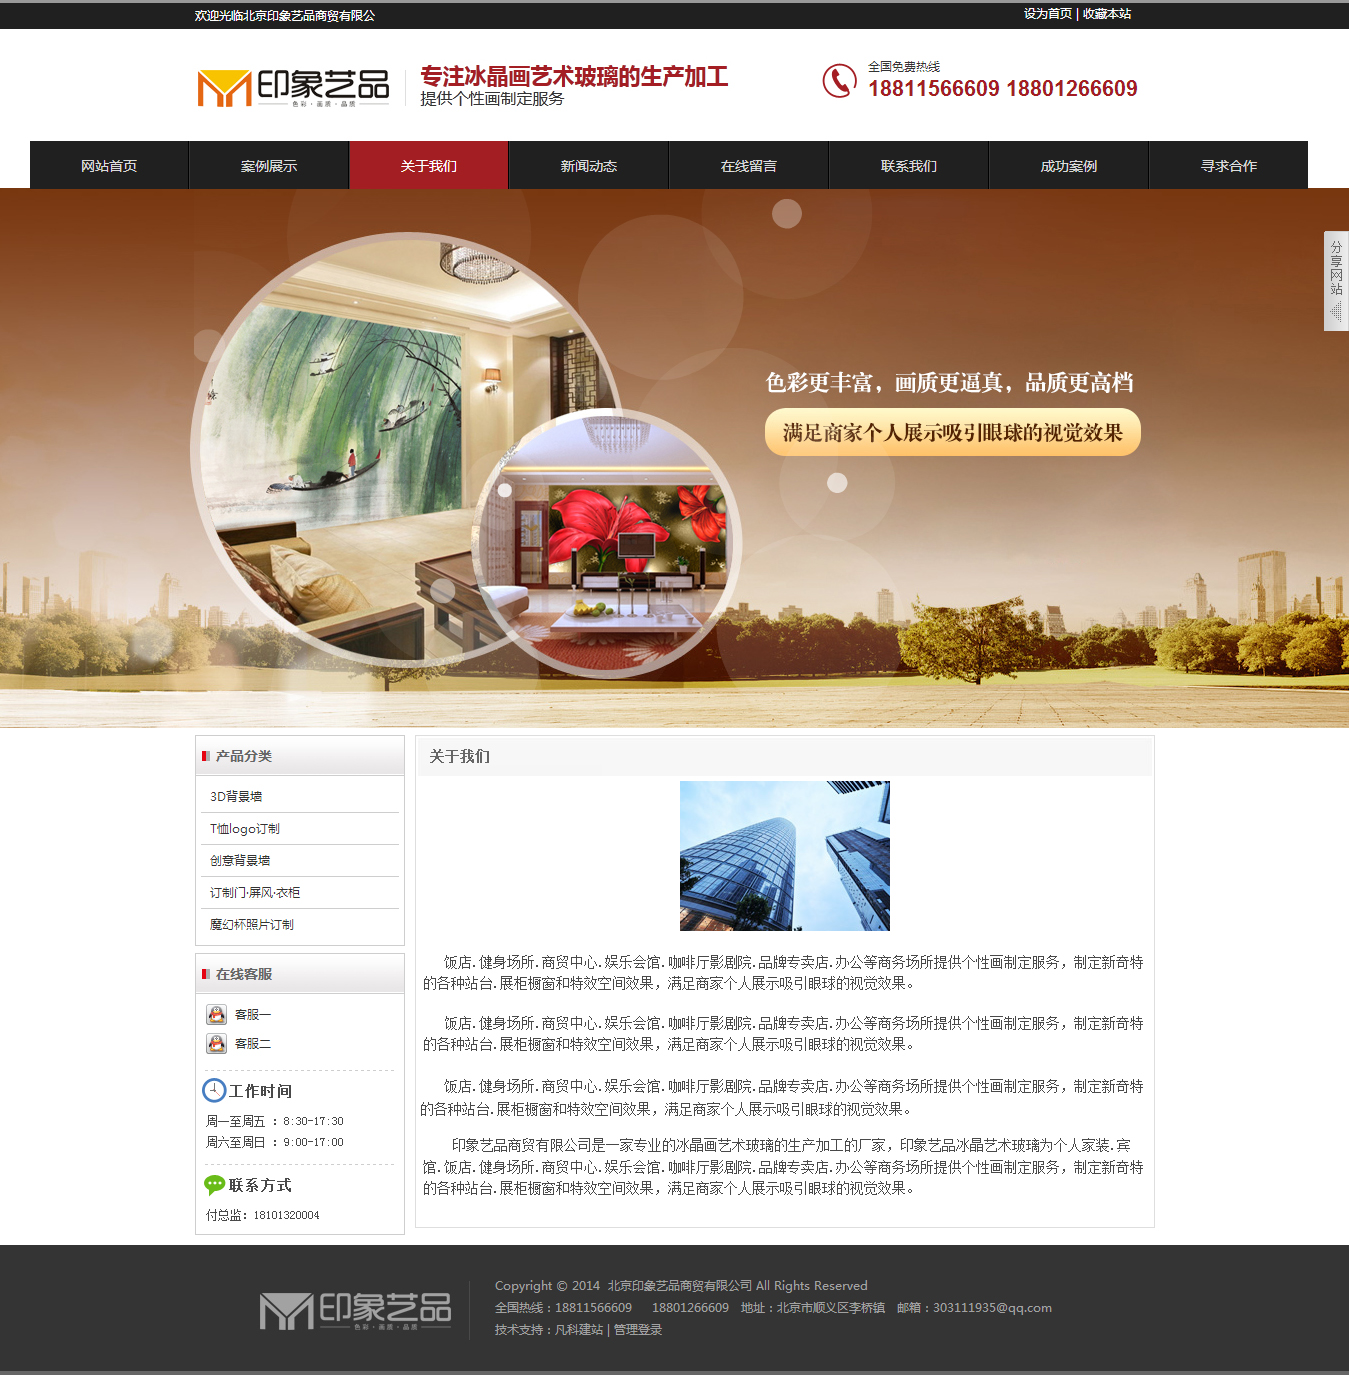 欢迎光临北京印象艺品商贸有限公
设为首页 | 收藏本站
印象艺品
色彩·画质·品质
专注冰晶画艺术玻璃的生产加工
提供个性画制定服务
全国免费热线
18811566609 18801266609
网站首页 案例展示 关于我们 新闻动态 在线留言 联系我们 成功案例 寻求合作
分享网站
色彩更丰富，画质更逼真，品质更高档
满足商家个人展示吸引眼球的视觉效果
产品分类
3D背景墙
T恤logo订制
创意背景墙
订制门·屏风·衣柜
魔幻杯照片订制
在线客服
客服一
客服二
工作时间
周一至周五 ：8:30-17:30
周六至周日 ：9:00-17:00
联系方式
付总监：18101320004
关于我们
饭店.健身场所.商贸中心.娱乐会馆.咖啡厅影剧院.品牌专卖店.办公等商务场所提供个性画制定服务，制定新奇特
的各种站台.展柜橱窗和特效空间效果，满足商家个人展示吸引眼球的视觉效果。
饭店.健身场所.商贸中心.娱乐会馆.咖啡厅影剧院.品牌专卖店.办公等商务场所提供个性画制定服务，制定新奇特
的各种站台.展柜橱窗和特效空间效果，满足商家个人展示吸引眼球的视觉效果。
饭店.健身场所.商贸中心.娱乐会馆.咖啡厅影剧院.品牌专卖店.办公等商务场所提供个性画制定服务，制定新奇特
的各种站台.展柜橱窗和特效空间效果，满足商家个人展示吸引眼球的视觉效果。
印象艺品商贸有限公司是一家专业的冰晶画艺术玻璃的生产加工的厂家，印象艺品冰晶艺术玻璃为个人家装.宾
馆.饭店.健身场所.商贸中心.娱乐会馆.咖啡厅影剧院.品牌专卖店.办公等商务场所提供个性画制定服务，制定新奇特
的各种站台.展柜橱窗和特效空间效果，满足商家个人展示吸引眼球的视觉效果。
印象艺品
色彩·画质·品质
Copyright © 2014 北京印象艺品商贸有限公司 All Rights Reserved
全国热线：18811566609 18801266609 地址：北京市顺义区李桥镇 邮箱：303111935@qq.com
技术支持：凡科建站 | 管理登录